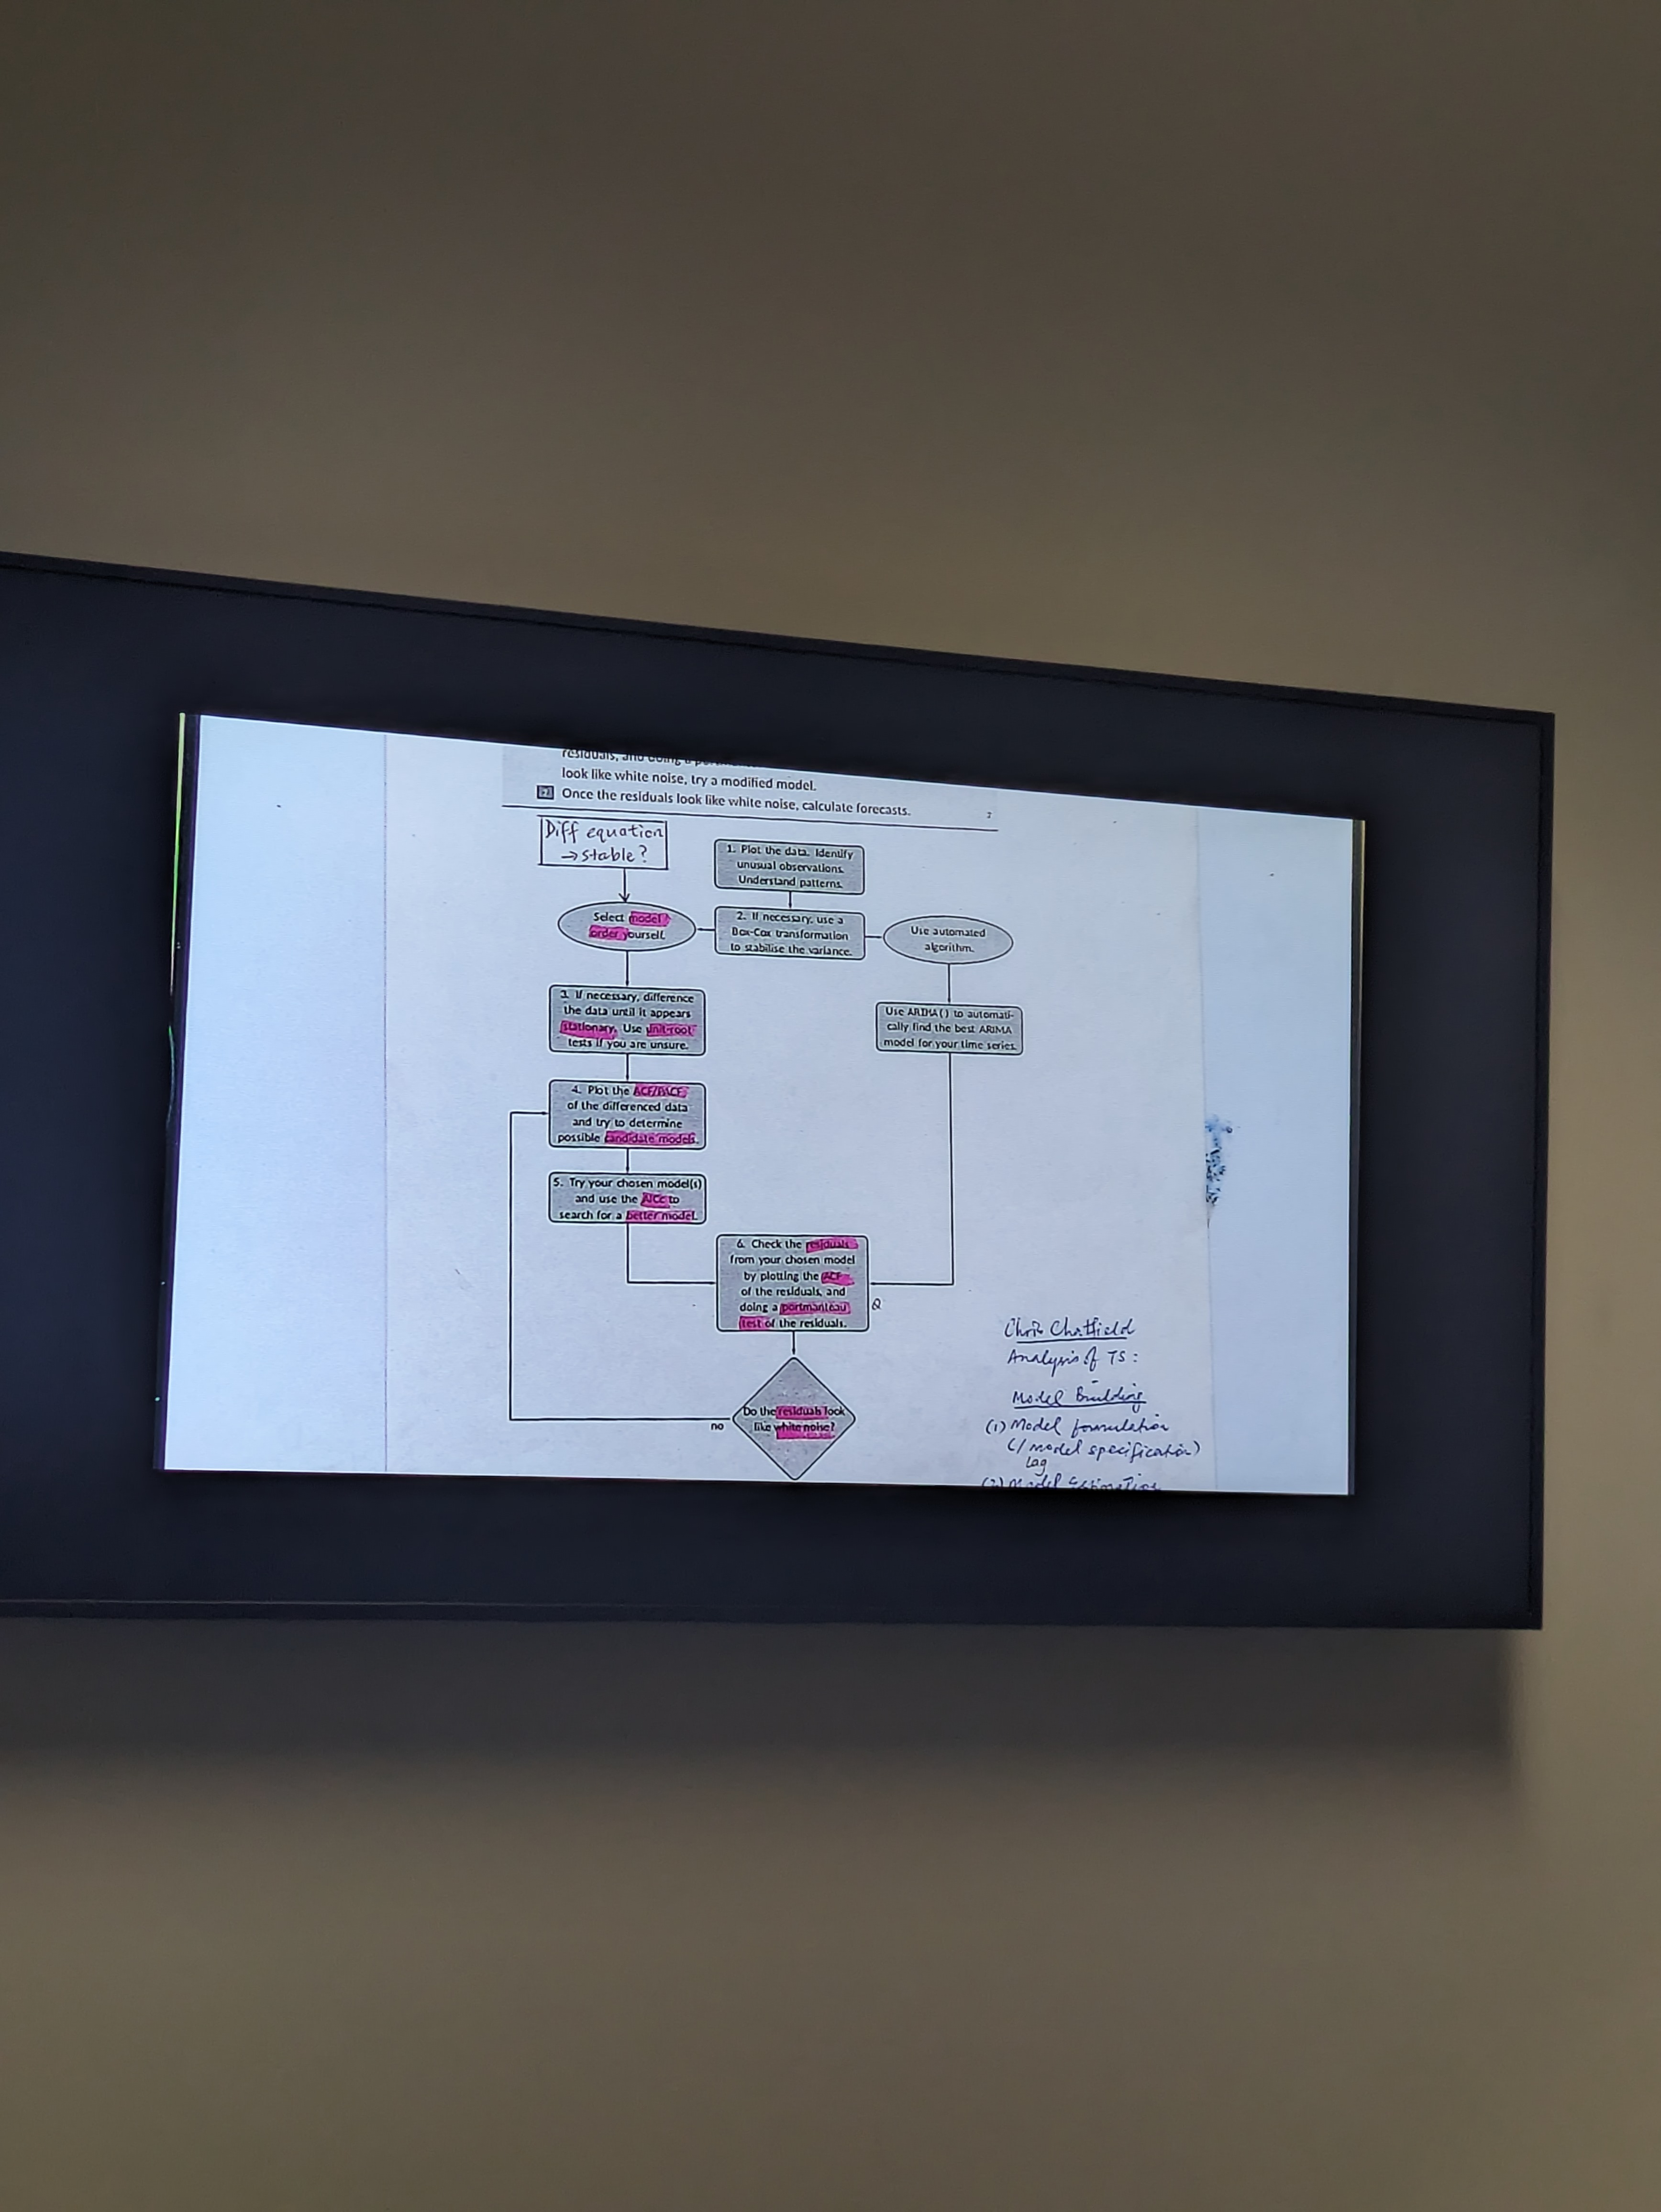 residuals, and doing a
look like white noise, try a modified model.
7 Once the residuals look like white noise, calculate forecasts.
Diff equation
→ stable?
1. Plot the data. Identify
unusual observations.
Understand patterns.
Select model
order yourself.
2. If necessary, use a
Box-Cox transformation
to stabilise the variance.
Use automated
algorithm.
3. If necessary, difference
the data until it appears
stationary. Use unit-root
tests if you are unsure.
Use ARIMA() to automati-
cally find the best ARIMA
model for your time series.
4. Plot the ACF/PACF
of the differenced data
and try to determine
possible candidate models.
5. Try your chosen model(s)
and use the AICc to
search for a better model.
6. Check the residuals
from your chosen model
by plotting the ACF
of the residuals, and
doing a portmanteau
test of the residuals.
Q
Do the residuals look
like white noise?
no
Chris Chatfield
Analysis of TS:
Model Building
(1) Model formulation
(/ model specification)
Lag
(2) Model Estimation